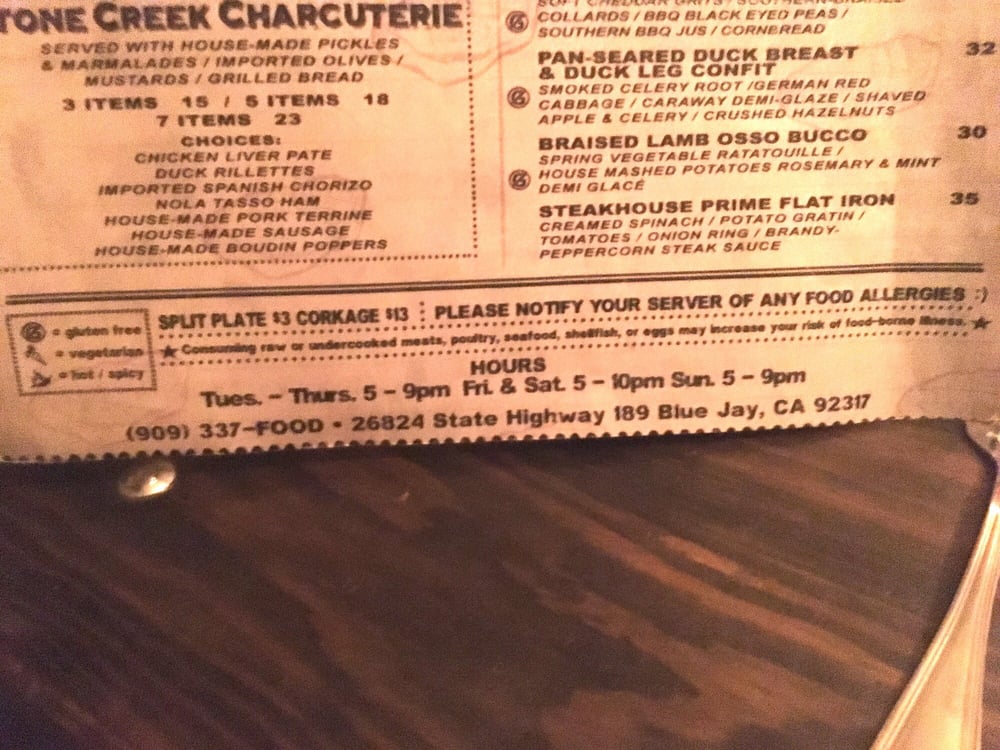 TONE CREEK CHARCUTERIE
SERVED WITH HOUSE-MADE PICKLES
& MARMALADES / IMPORTED OLIVES /
MUSTARDS / GRILLED BREAD
3 ITEMS 15 / 5 ITEMS 18
7 ITEMS 23
CHOICES:
CHICKEN LIVER PATE
DUCK RILLETTES
IMPORTED SPANISH CHORIZO
NOLA TASSO HAM
HOUSE-MADE PORK TERRINE
HOUSE-MADE SAUSAGE
HOUSE-MADE BOUDIN POPPERS
SOFT CHEDDAR GRITS / SOUTHERN-BRAISED
COLLARDS / BBQ BLACK EYED PEAS /
SOUTHERN BBQ JUS / CORNBREAD
PAN-SEARED DUCK BREAST 32
& DUCK LEG CONFIT
SMOKED CELERY ROOT /GERMAN RED
CABBAGE / CARAWAY DEMI-GLAZE / SHAVED
APPLE & CELERY / CRUSHED HAZELNUTS
BRAISED LAMB OSSO BUCCO 30
SPRING VEGETABLE RATATOUILLE /
HOUSE MASHED POTATOES ROSEMARY & MINT
DEMI GLACÉ
STEAKHOUSE PRIME FLAT IRON 35
CREAMED SPINACH / POTATO GRATIN /
TOMATOES / ONION RING / BRANDY-
PEPPERCORN STEAK SAUCE
= gluten free
= vegetarian
= hot / spicy
SPLIT PLATE $3 CORKAGE $13 : PLEASE NOTIFY YOUR SERVER OF ANY FOOD ALLERGIES :)
★ Consuming raw or undercooked meats, poultry, seafood, shellfish, or eggs may increase your risk of food-borne illness. ★
HOURS
Tues. - Thurs. 5 - 9pm Fri. & Sat. 5 - 10pm Sun. 5 - 9pm
(909) 337-FOOD • 26824 State Highway 189 Blue Jay, CA 92317